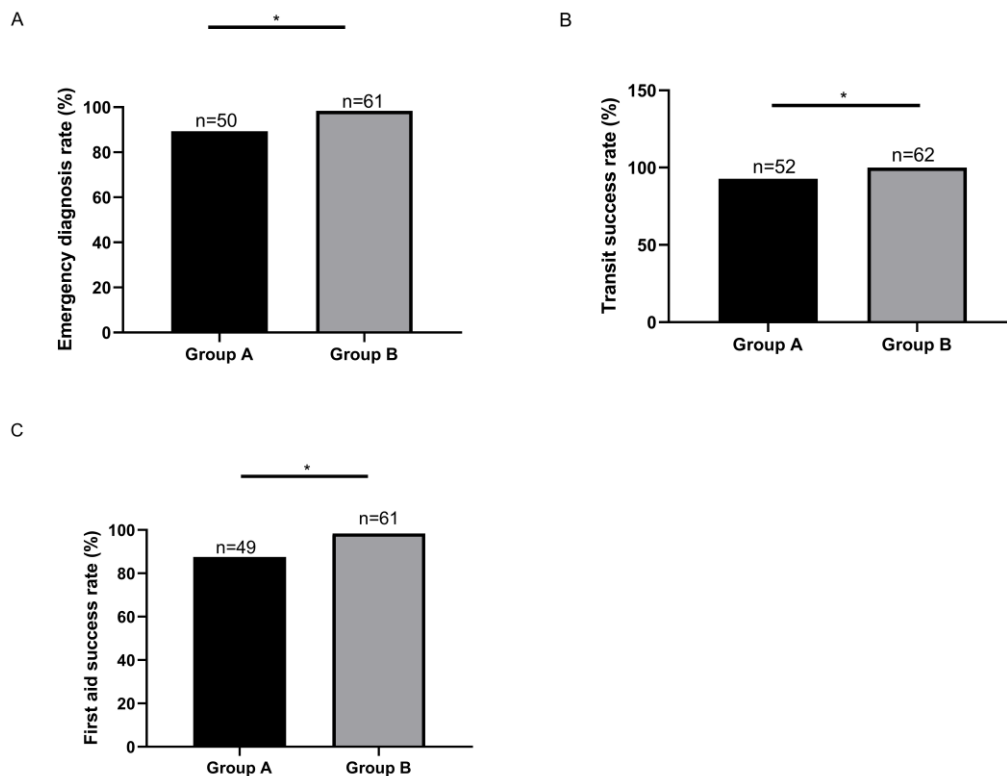 A
*
Emergency diagnosis rate (%)
100
80
60
40
20
0
n=50
n=61
Group A
Group B
B
*
Transit success rate (%)
150
100
50
0
n=52
n=62
Group A
Group B
C
*
First aid success rate (%)
100
80
60
40
20
0
n=49
n=61
Group A
Group B